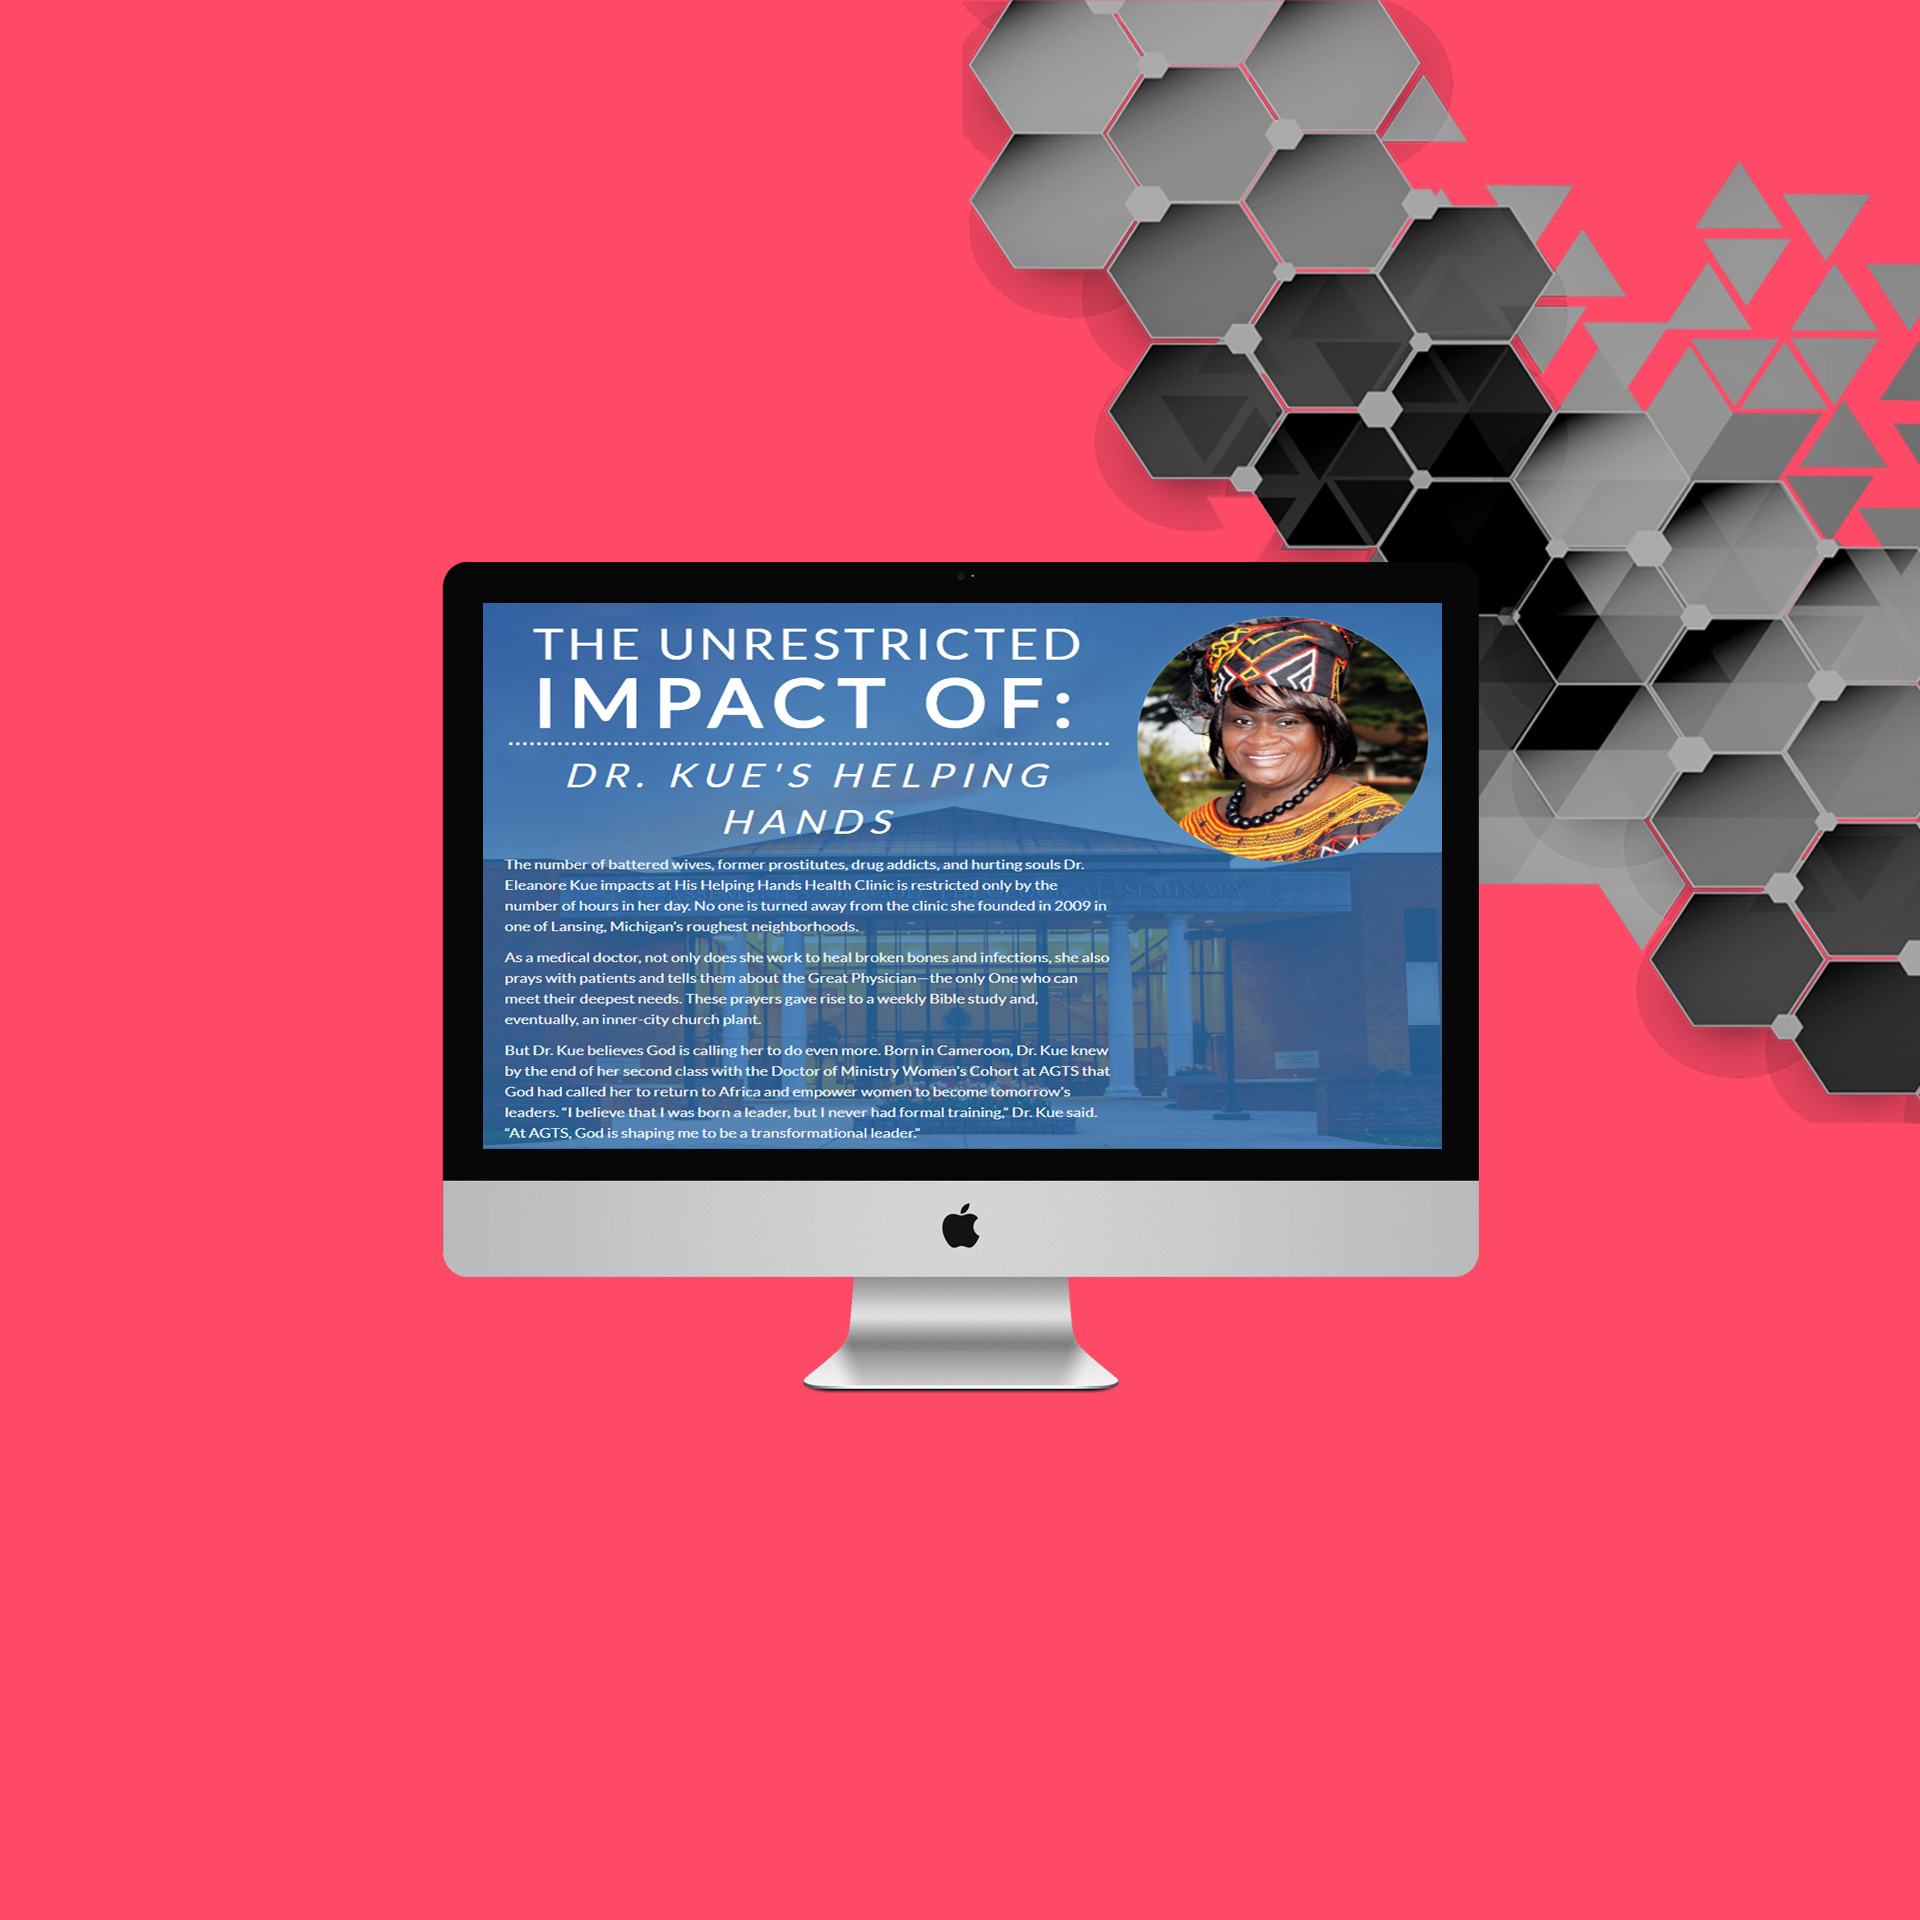 THE UNRESTRICTED
IMPACT OF:
DR. KUE'S HELPING
HANDS
The number of battered wives, former prostitutes, drug addicts, and hurting souls Dr.
Eleanore Kue impacts at His Helping Hands Health Clinic is restricted only by the
number of hours in her day. No one is turned away from the clinic she founded in 2009 in
one of Lansing, Michigan’s roughest neighborhoods.
As a medical doctor, not only does she work to heal broken bones and infections, she also
prays with patients and tells them about the Great Physician—the only One who can
meet their deepest needs. These prayers gave rise to a weekly Bible study and,
eventually, an inner-city church plant.
But Dr. Kue believes God is calling her to do even more. Born in Cameroon, Dr. Kue knew
by the end of her second class with the Doctor of Ministry Women’s Cohort at AGTS that
God had called her to return to Africa and empower women to become tomorrow’s
leaders. “I believe that I was born a leader, but I never had formal training,” Dr. Kue said.
“At AGTS, God is shaping me to be a transformational leader.”
SEMINARY